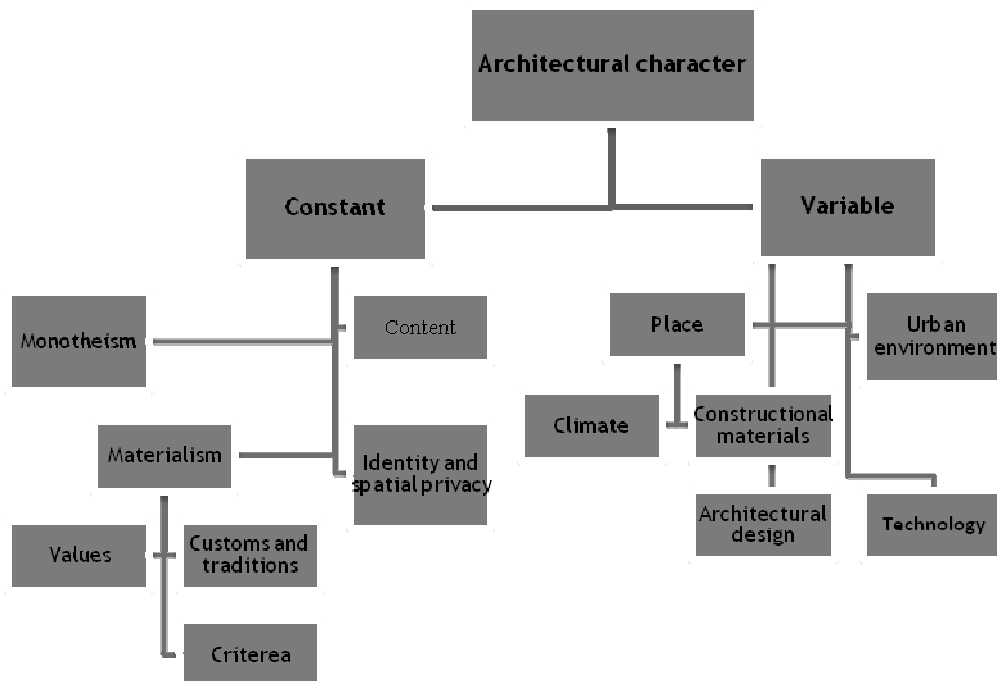 Architectural character
Constant
Variable
Monotheism
Content
Place
Urban
environment
Materialism
Identity and
spatial privacy
Climate
Constructional
materials
Values
Customs and
traditions
Architectural
design
Technology
Criterea